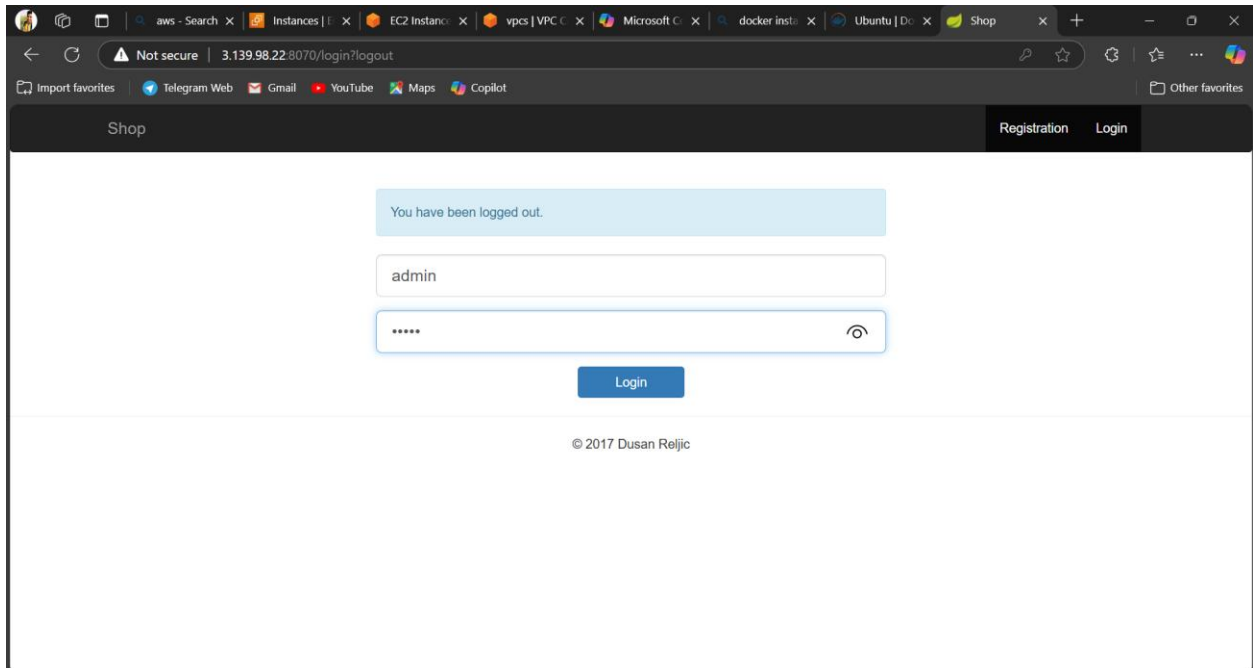 aws - Search
Instances | E
EC2 Instance
vpcs | VPC C
Microsoft C
docker insta
Ubuntu | Do
Shop
Not secure | 3.139.98.22:8070/login?logout
Import favorites
Telegram Web
Gmail
YouTube
Maps
Copilot
Other favorites
Shop
Registration
Login
You have been logged out.
admin
•••••
Login
© 2017 Dusan Reljic